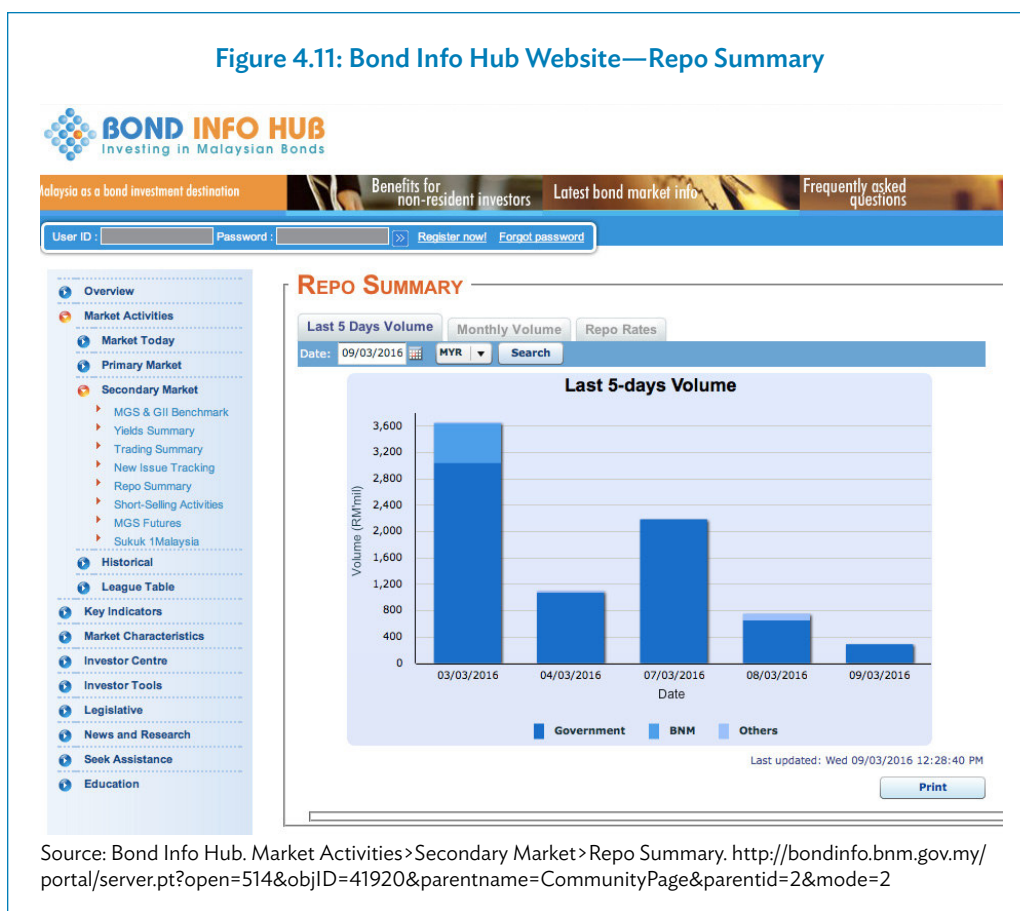 Figure 4.11: Bond Info Hub Website—Repo Summary
BOND INFO HUB
Investing in Malaysian Bonds
Malaysia as a bond investment destination
Benefits for
non-resident investors
Latest bond market info
Frequently asked
questions
User ID :
Password :
Register now!
Forgot password
Overview
Market Activities
Market Today
Primary Market
Secondary Market
MGS & GII Benchmark
Yields Summary
Trading Summary
New Issue Tracking
Repo Summary
Short-Selling Activities
MGS Futures
Sukuk 1Malaysia
Historical
League Table
Key Indicators
Market Characteristics
Investor Centre
Investor Tools
Legislative
News and Research
Seek Assistance
Education
REPO SUMMARY
Last 5 Days Volume
Monthly Volume
Repo Rates
Date: 09/03/2016 MYR Search
Last 5-days Volume
Volume (RM'mil)
3,600
3,200
2,800
2,400
2,000
1,600
1,200
800
400
0
03/03/2016 04/03/2016 07/03/2016 08/03/2016 09/03/2016
Date
Government BNM Others
Last updated: Wed 09/03/2016 12:28:40 PM
Print
Source: Bond Info Hub. Market Activities>Secondary Market>Repo Summary. http://bondinfo.bnm.gov.my/
portal/server.pt?open=514&objID=41920&parentname=CommunityPage&parentid=2&mode=2